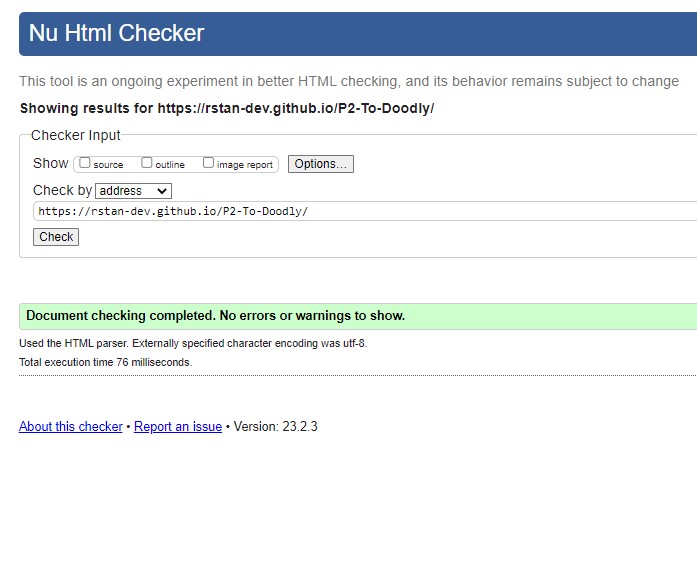 Nu Html Checker
This tool is an ongoing experiment in better HTML checking, and its behavior remains subject to change
Showing results for https://rstan-dev.github.io/P2-To-Doodly/
Checker Input
Show source outline image report Options...
Check by address
https://rstan-dev.github.io/P2-To-Doodly/
Check
Document checking completed. No errors or warnings to show.
Used the HTML parser. Externally specified character encoding was utf-8.
Total execution time 76 milliseconds.
About this checker • Report an issue • Version: 23.2.3